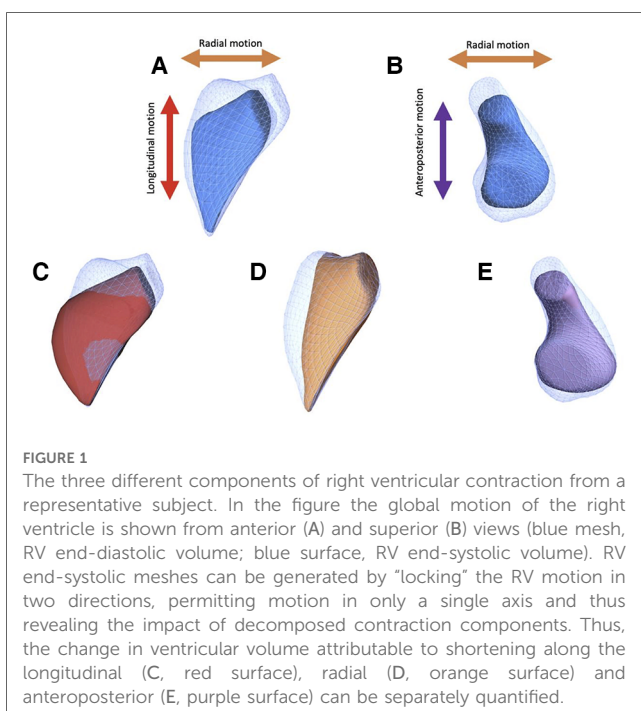 Radial motion
Radial motion
A
B
Longitudinal motion
Anteroposterior motion
C
D
E
FIGURE 1
The three different components of right ventricular contraction from a
representative subject. In the figure the global motion of the right
ventricle is shown from anterior (A) and superior (B) views (blue mesh,
RV end-diastolic volume; blue surface, RV end-systolic volume). RV
end-systolic meshes can be generated by “locking” the RV motion in
two directions, permitting motion in only a single axis and thus
revealing the impact of decomposed contraction components. Thus,
the change in ventricular volume attributable to shortening along the
longitudinal (C, red surface), radial (D, orange surface) and
anteroposterior (E, purple surface) can be separately quantified.